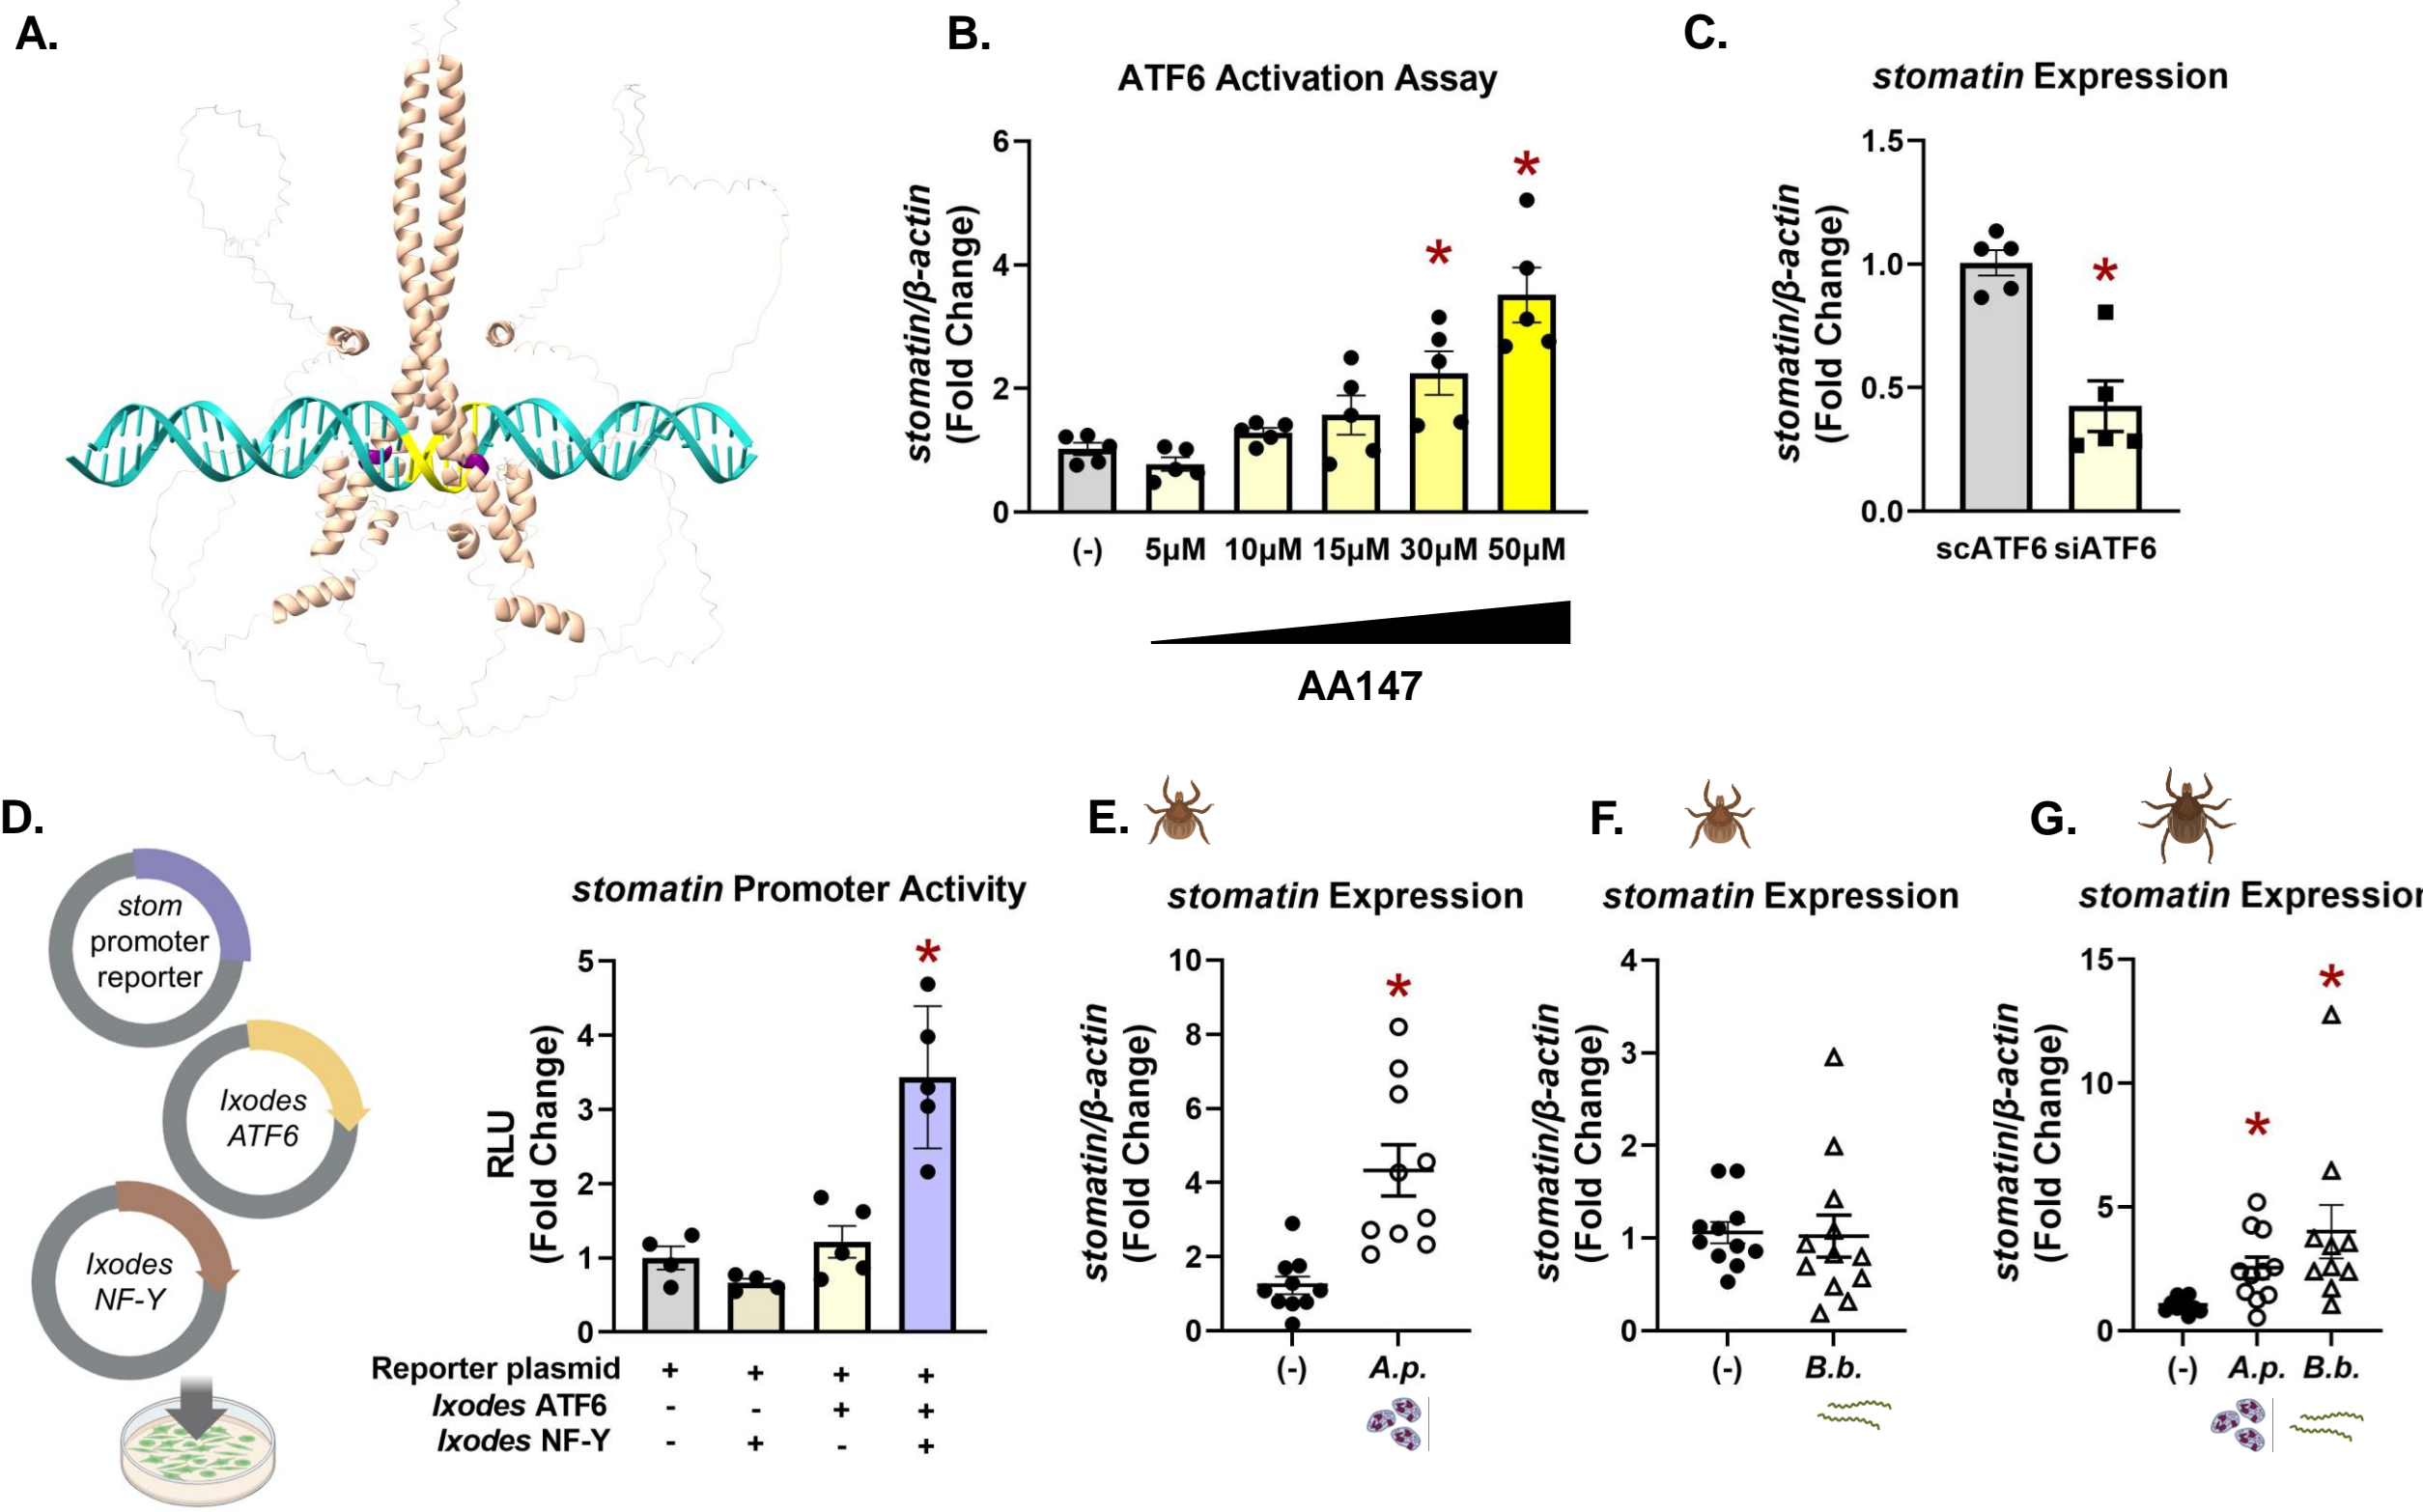 A.
B.
ATF6 Activation Assay
stomatin/β-actin
(Fold Change)
6
4
2
0
(-) 5μM 10μM 15μM 30μM 50μM
* *
AA147
C.
stomatin Expression
stomatin/β-actin
(Fold Change)
1.5
1.0
0.5
0.0
*
scATF6 siATF6
D.
stom
promoter
reporter
Ixodes
ATF6
Ixodes
NF-Y
stomatin Promoter Activity
RLU
(Fold Change)
5
4
3
2
1
0
*
Reporter plasmid + + + +
Ixodes ATF6 - - + +
Ixodes NF-Y - + - +
E.
stomatin Expression
stomatin/β-actin
(Fold Change)
10
8
6
4
2
0
*
(-) A.p.
F.
stomatin Expression
stomatin/β-actin
(Fold Change)
4
3
2
1
0
(-) B.b.
G.
stomatin Expression
stomatin/β-actin
(Fold Change)
15
10
5
0
* *
(-) A.p. B.b.